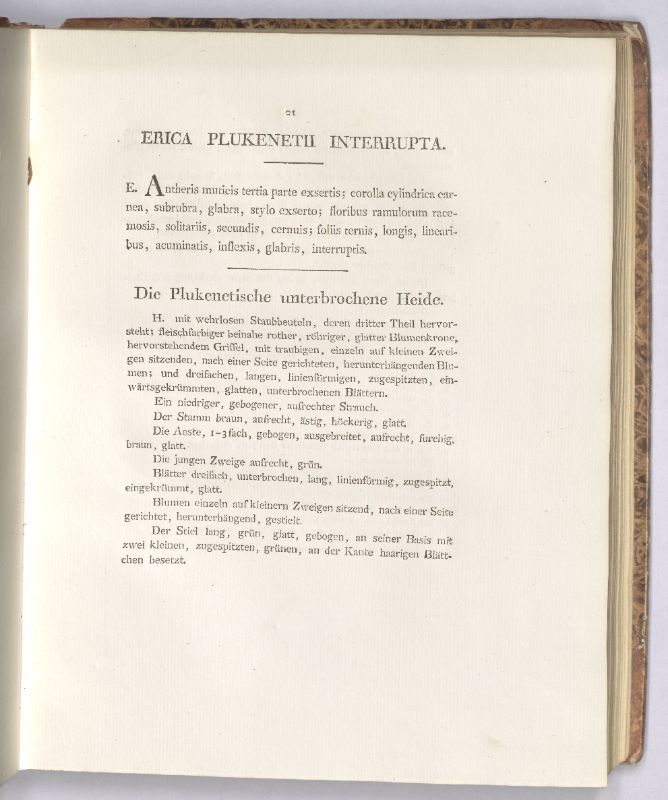 21
ERICA PLUKENETII INTERRUPTA.
E. Antheris muticis tertia parte exsertis; corolla cylindrica car-
nea, subrubra, glabra, stylo exserto; floribus ramulorum race-
mosis, solitariis, secundis, cernuis; foliis ternis, longis, lineari-
bus, acuminatis, inflexis, glabris, interruptis.
Die Plukenetische unterbrochene Heide.
H. mit wehrlosen Staubbeuteln, deren dritter Theil hervor-
steht; fleischfarbiger beinahe rother, röhriger, glatter Blumenkrone,
hervorstehendem Griffel, mit traubigen, einzeln auf kleinen Zwei-
gen sitzenden, nach einer Seite gerichteten, herunterhängenden Blu-
men; und dreifachen, langen, linienförmigen, zugespitzten, ein-
wärtsgekrümmten, glatten, unterbrochenen Blättern.
Ein niedriger, gebogener, aufrechter Strauch.
Der Stamm braun, aufrecht, ästig, höckerig, glatt.
Die Aeste, 1-3fach, gebogen, ausgebreitet, aufrecht, furchig,
braun, glatt.
Die jungen Zweige aufrecht, grün.
Blätter dreifach, unterbrochen, lang, linienförmig, zugespitzt,
eingekrümmt, glatt.
Blumen einzeln auf kleinern Zweigen sitzend, nach einer Seite
gerichtet, herunterhängend, gestielt.
Der Stiel lang, grün, glatt, gebogen, an seiner Basis mit
zwei kleinen, zugespitzten, grünen, an der Kante haarigen Blätt-
chen besetzt.